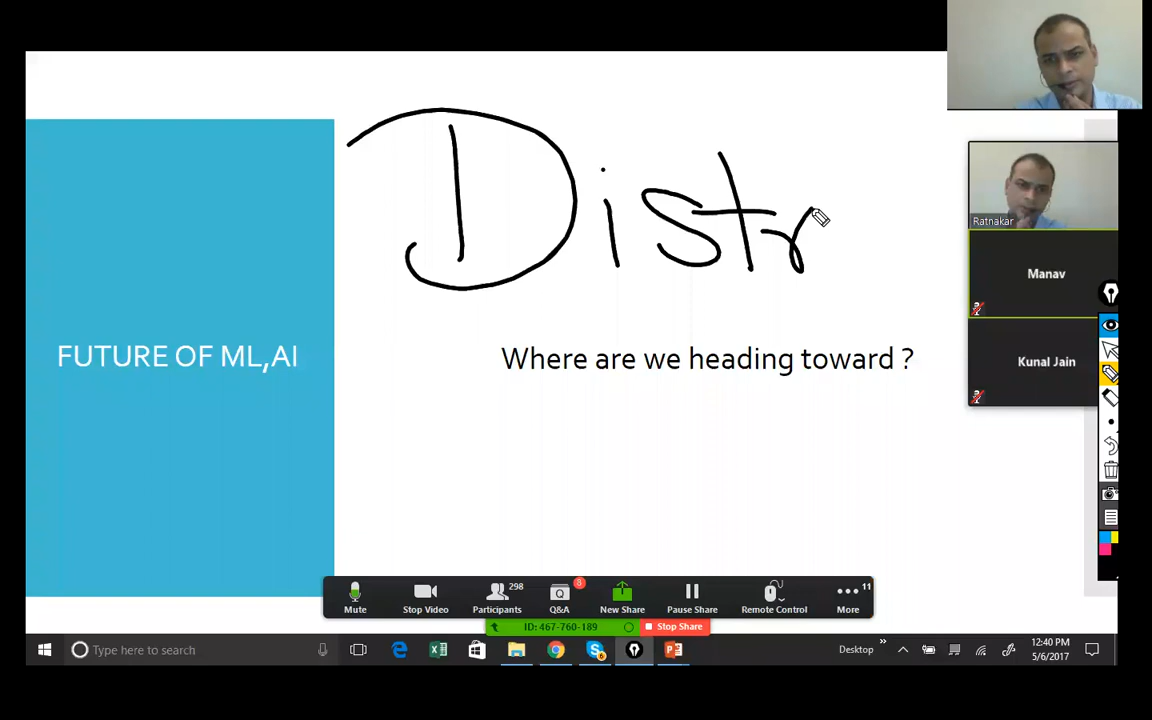 Distr
Ratnakar
Manav
FUTURE OF ML,AI
Where are we heading toward ?
Kunal Jain
298
8
11
Mute
Stop Video
Participants
Q
Q&A
New Share
Pause Share
Remote Control
More
ID: 467-760-189
Stop Share
Type here to search
Desktop
»
12:40 PM
5/6/2017